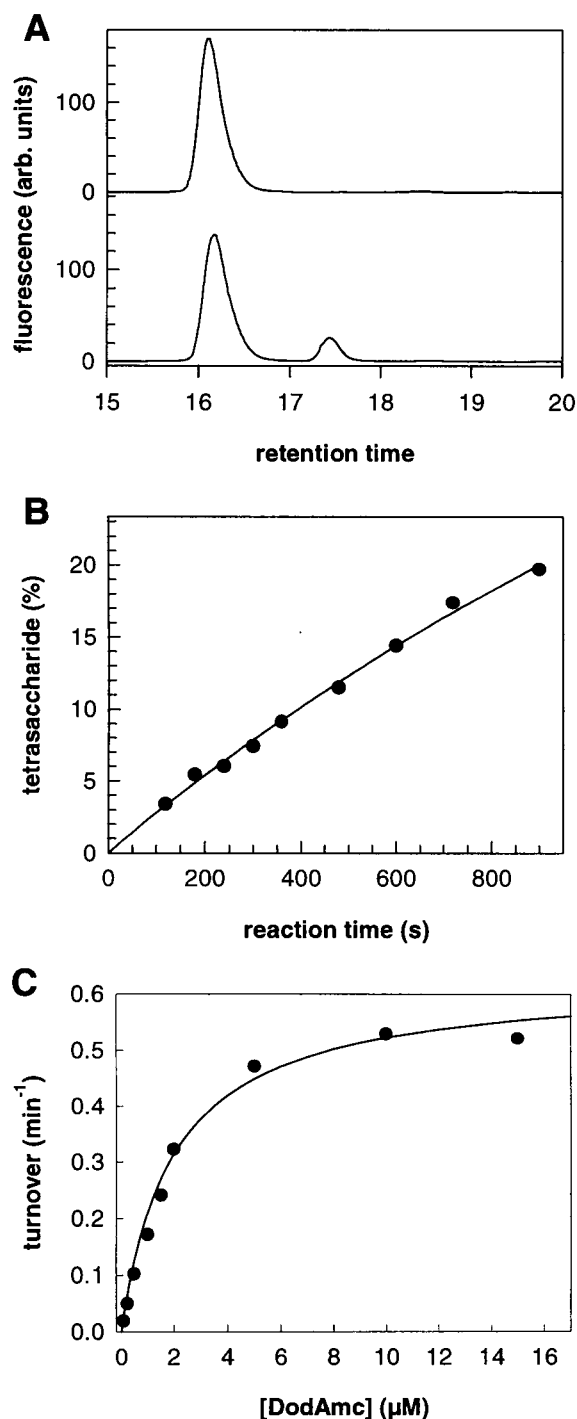 A
fluorescence (arb. units)
100
0
100
0
15 16 17 18 19 20
retention time
B
tetrasaccharide (%)
20
15
10
5
0
0 200 400 600 800
reaction time (s)
C
turnover (min⁻¹)
0.6
0.5
0.4
0.3
0.2
0.1
0.0
0 2 4 6 8 10 12 14 16
[DodAmc] (µM)